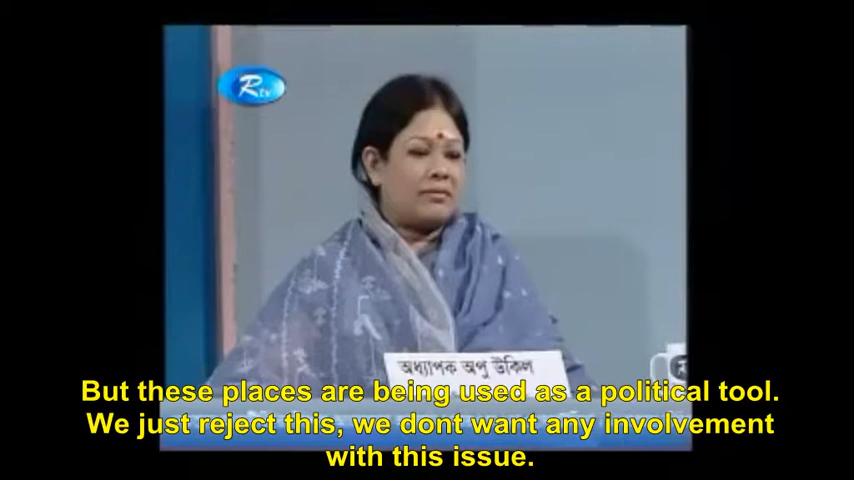 Rtv
অধ্যাপক অপু উকিল
But these places are being used as a political tool.
We just reject this, we dont want any involvement
with this issue.